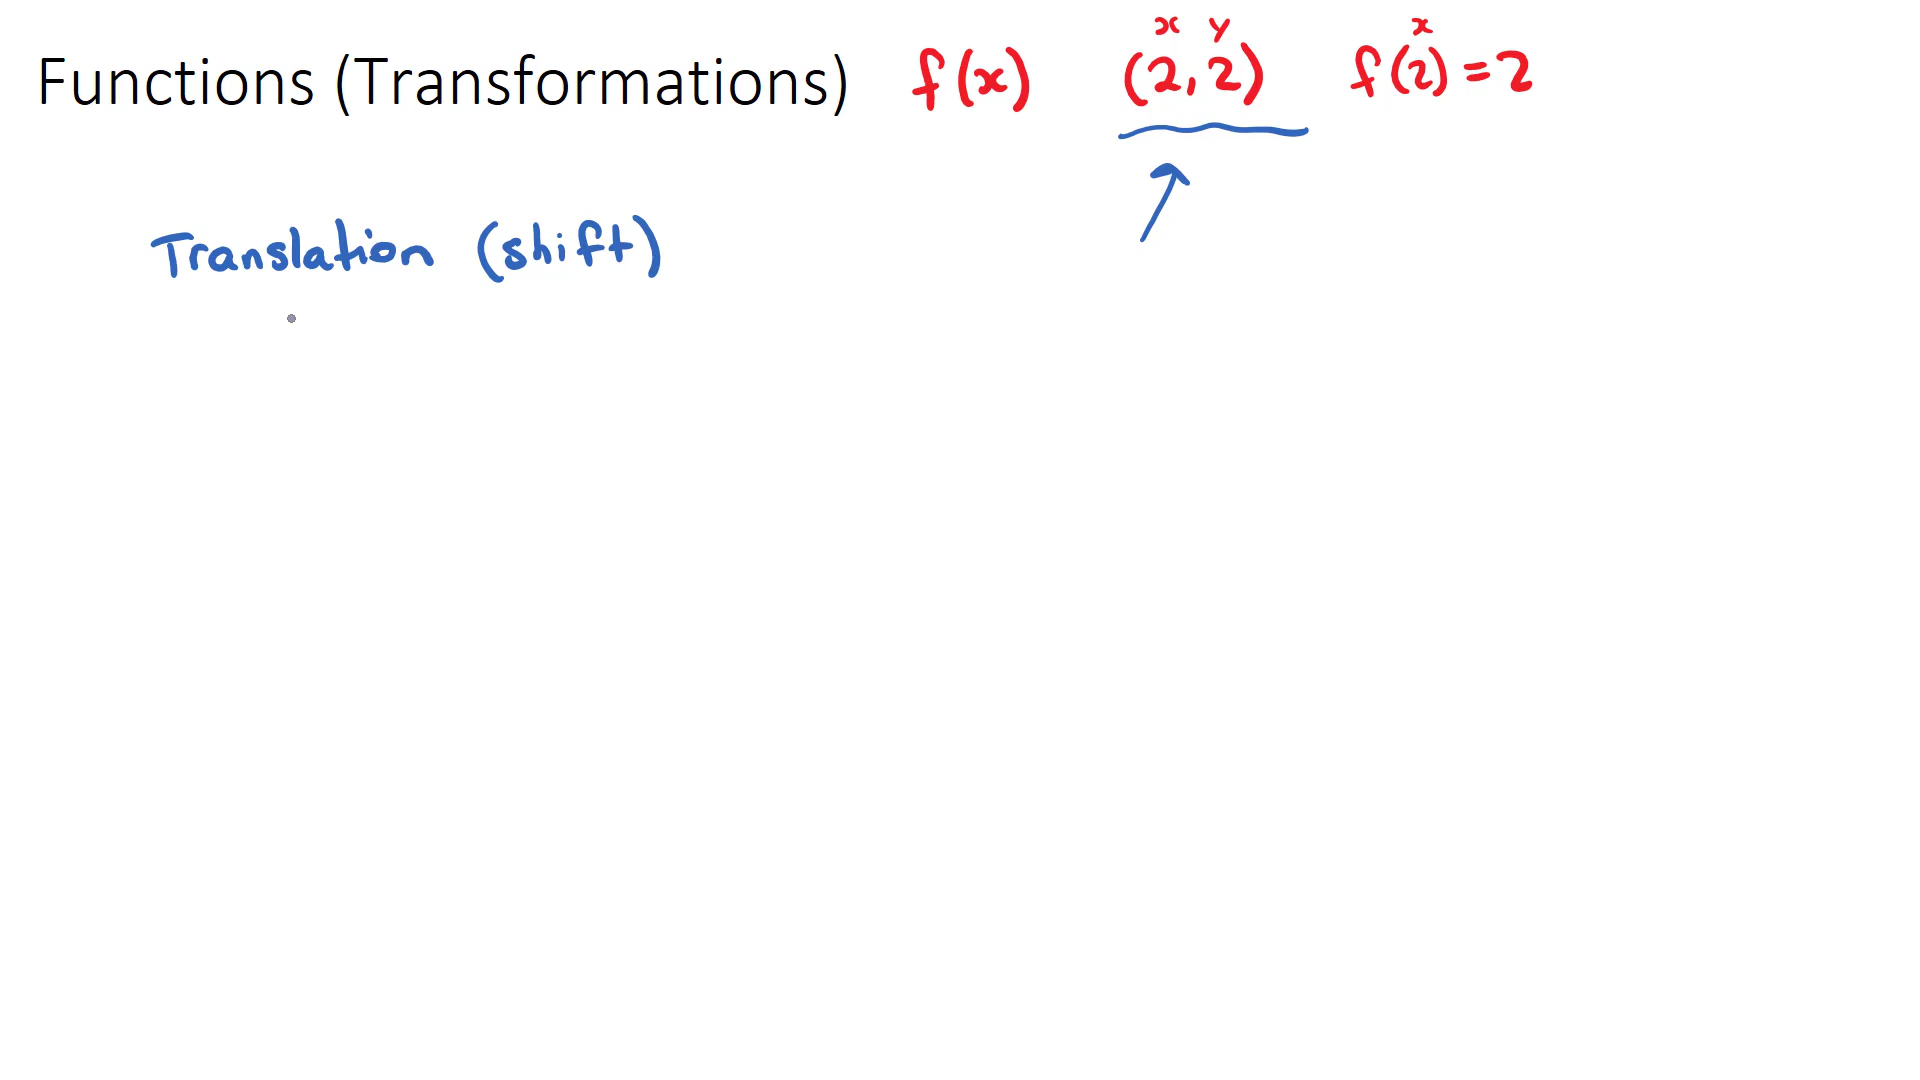 Functions (Transformations) f(x) (2, 2) f(2) = 2
x y x
Translation (shift)